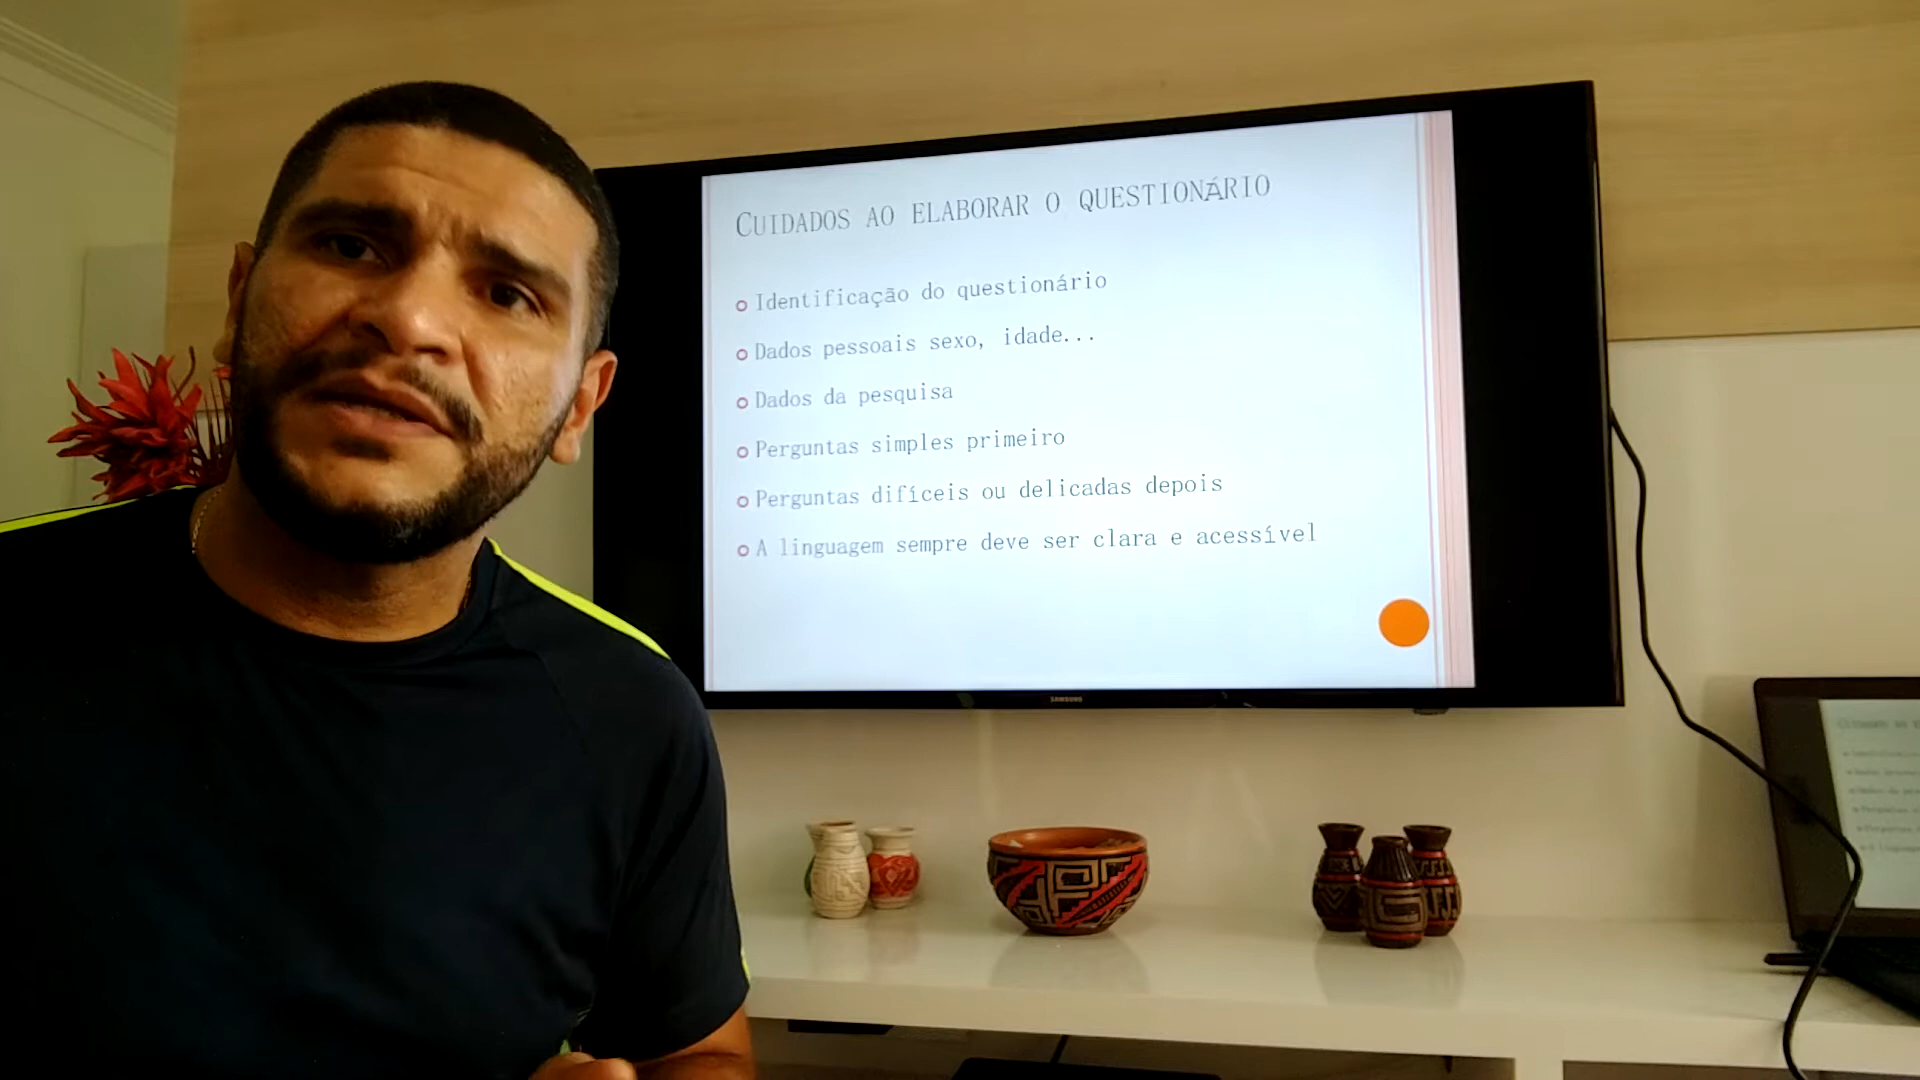 CUIDADOS AO ELABORAR O QUESTIONÁRIO
Identificação do questionário
Dados pessoais sexo, idade...
Dados da pesquisa
Perguntas simples primeiro
Perguntas difíceis ou delicadas depois
A linguagem sempre deve ser clara e acessível
SAMSUNG